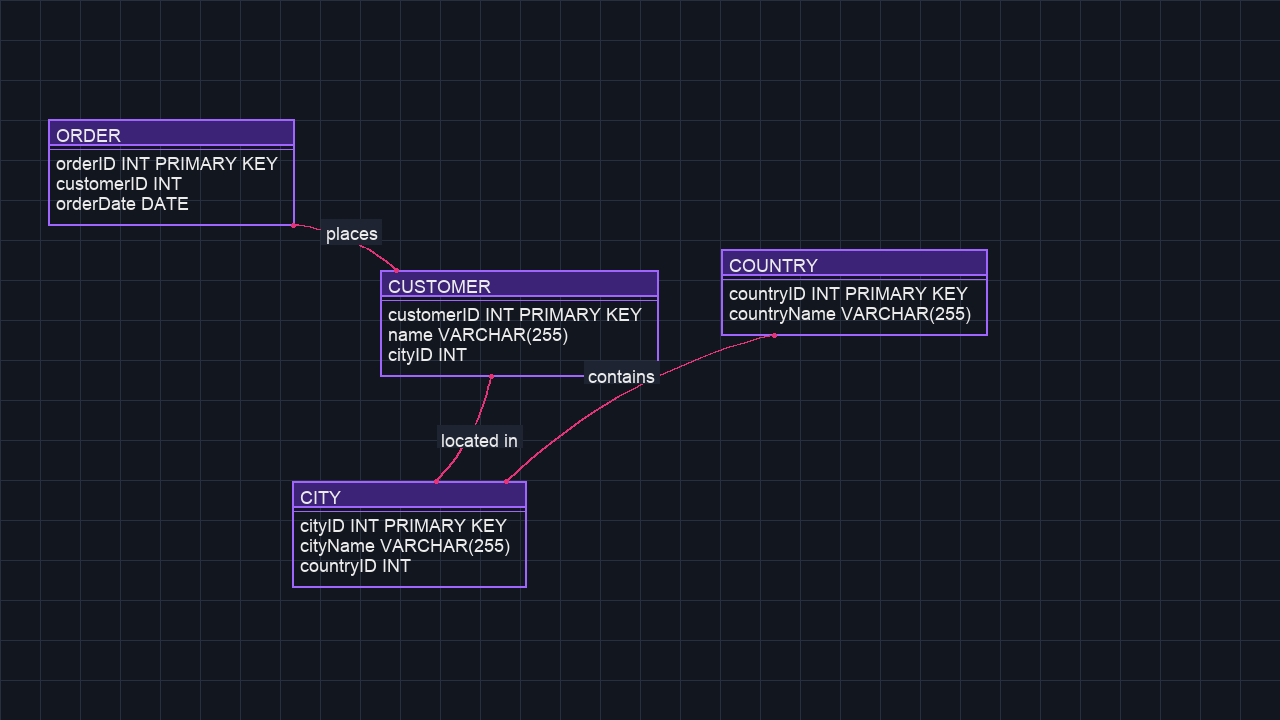 ORDER
orderID INT PRIMARY KEY
customerID INT
orderDate DATE
places
CUSTOMER
customerID INT PRIMARY KEY
name VARCHAR(255)
cityID INT
COUNTRY
countryID INT PRIMARY KEY
countryName VARCHAR(255)
contains
located in
CITY
cityID INT PRIMARY KEY
cityName VARCHAR(255)
countryID INT